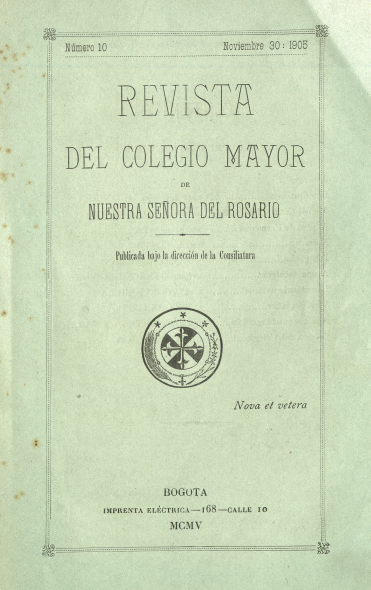 Número 10 Noviembre 30: 1905
REVISTA
DEL COLEGIO MAYOR
DE
NUESTRA SEÑORA DEL ROSARIO
Publicada bajo la dirección de la Consiliatura
Nova et vetera
BOGOTA
IMPRENTA ELÉCTRICA—168—CALLE 10
MCMV